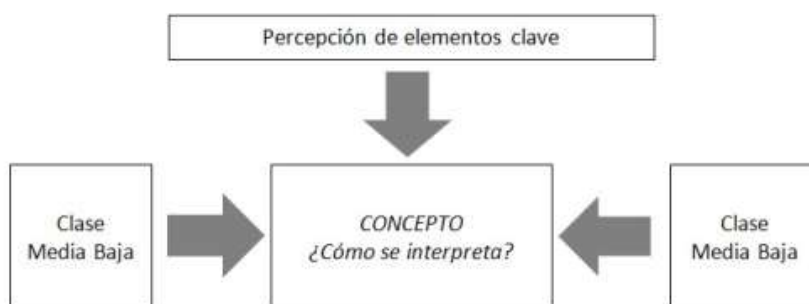 Percepción de elementos clave
Clase
Media Baja
CONCEPTO
¿Cómo se interpreta?
Clase
Media Baja